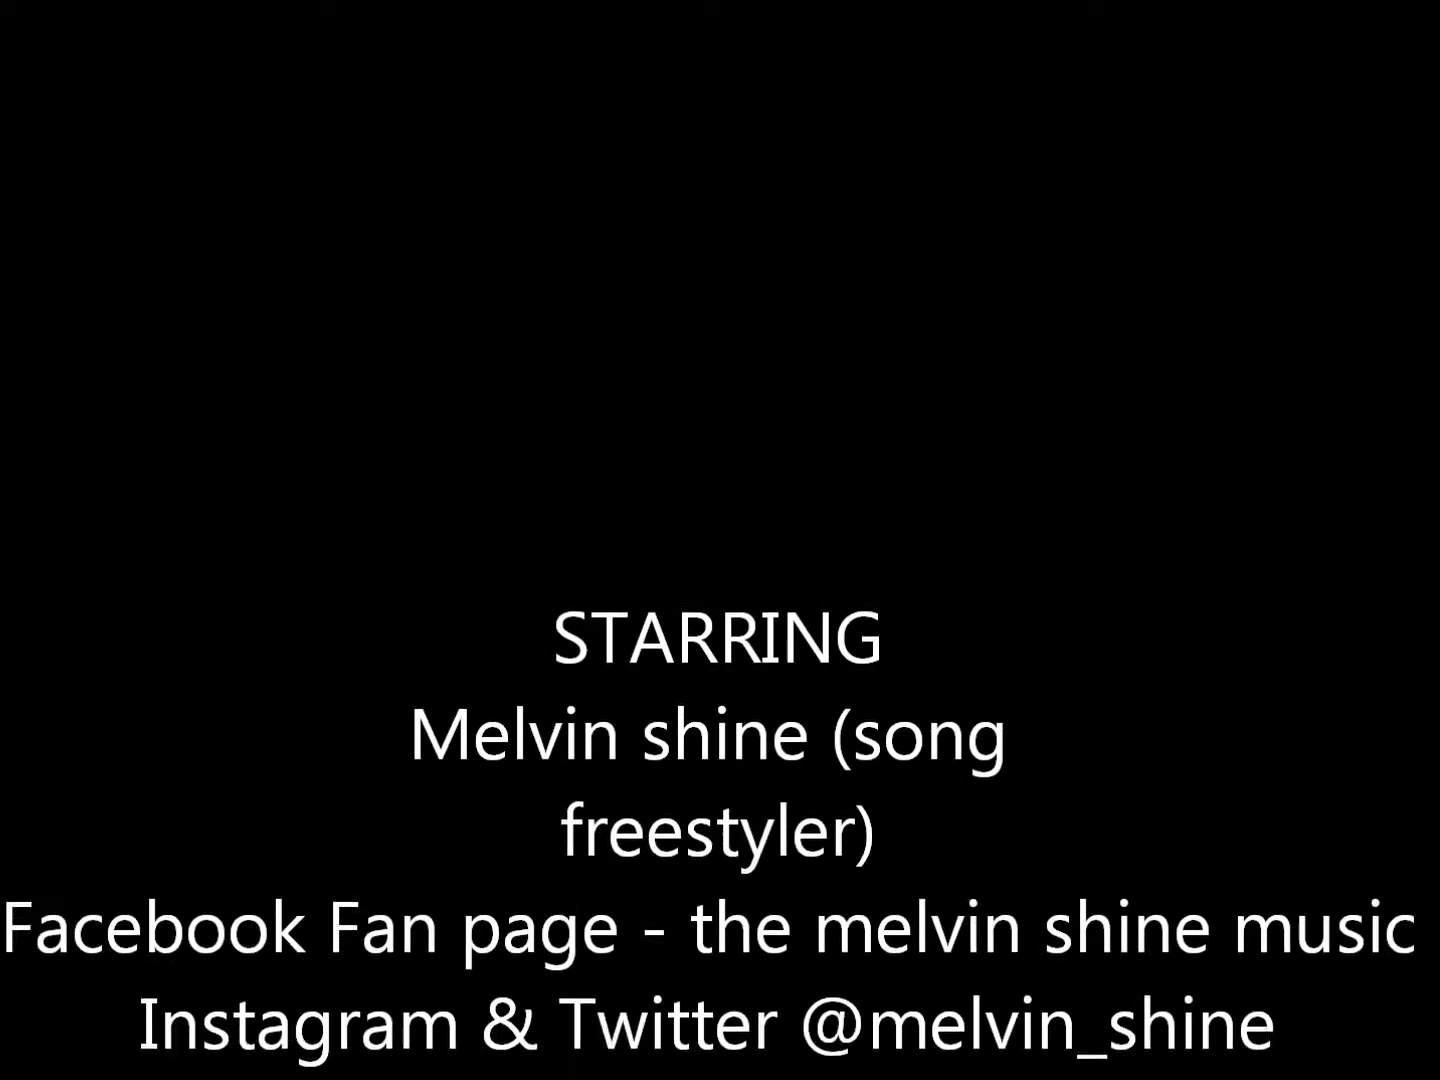 STARRING
Melvin shine (song
freestyler)
Facebook Fan page - the melvin shine music
Instagram & Twitter @melvin_shine